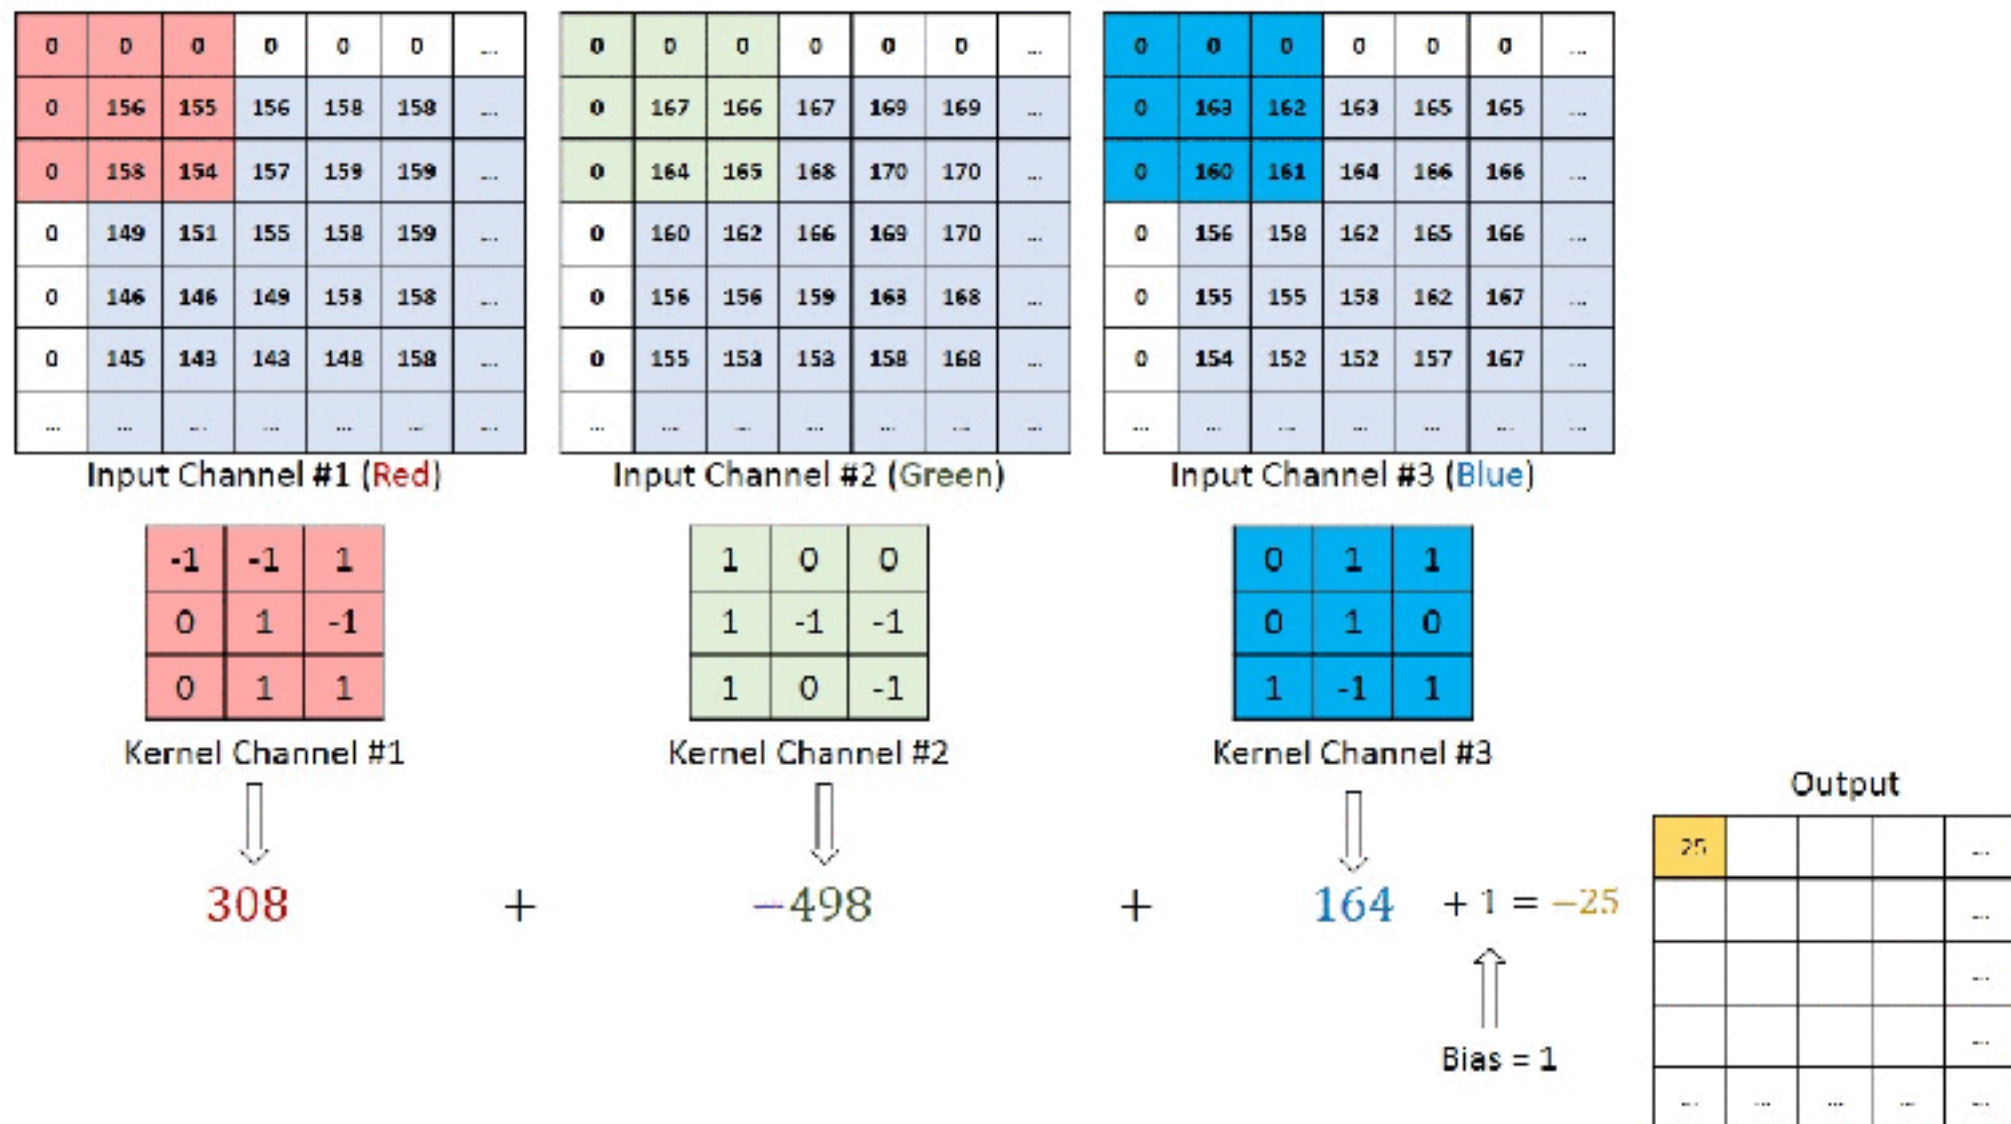 0 0 0 0 0 0 ...
0 156 155 156 158 158 ...
0 158 154 157 159 159 ...
0 149 151 155 158 159 ...
0 146 146 149 153 158 ...
0 145 143 143 148 158 ...
... ... ... ... ... ... ...
Input Channel #1 (Red)
0 0 0 0 0 0 ...
0 167 166 167 169 169 ...
0 164 165 168 170 170 ...
0 160 162 166 169 170 ...
0 156 156 159 163 168 ...
0 155 153 153 158 168 ...
... ... ... ... ... ... ...
Input Channel #2 (Green)
0 0 0 0 0 0 ...
0 163 162 163 165 165 ...
0 160 161 164 166 166 ...
0 156 158 162 165 166 ...
0 155 155 158 162 167 ...
0 154 152 152 157 167 ...
... ... ... ... ... ... ...
Input Channel #3 (Blue)
-1 -1 1
0 1 -1
0 1 1
Kernel Channel #1
1 0 0
1 -1 -1
1 0 -1
Kernel Channel #2
0 1 1
0 1 0
1 -1 1
Kernel Channel #3
308 + −498 + 164 + 1 = −25
Bias = 1
Output
25 ...
...
...
...
... ... ... ... ...